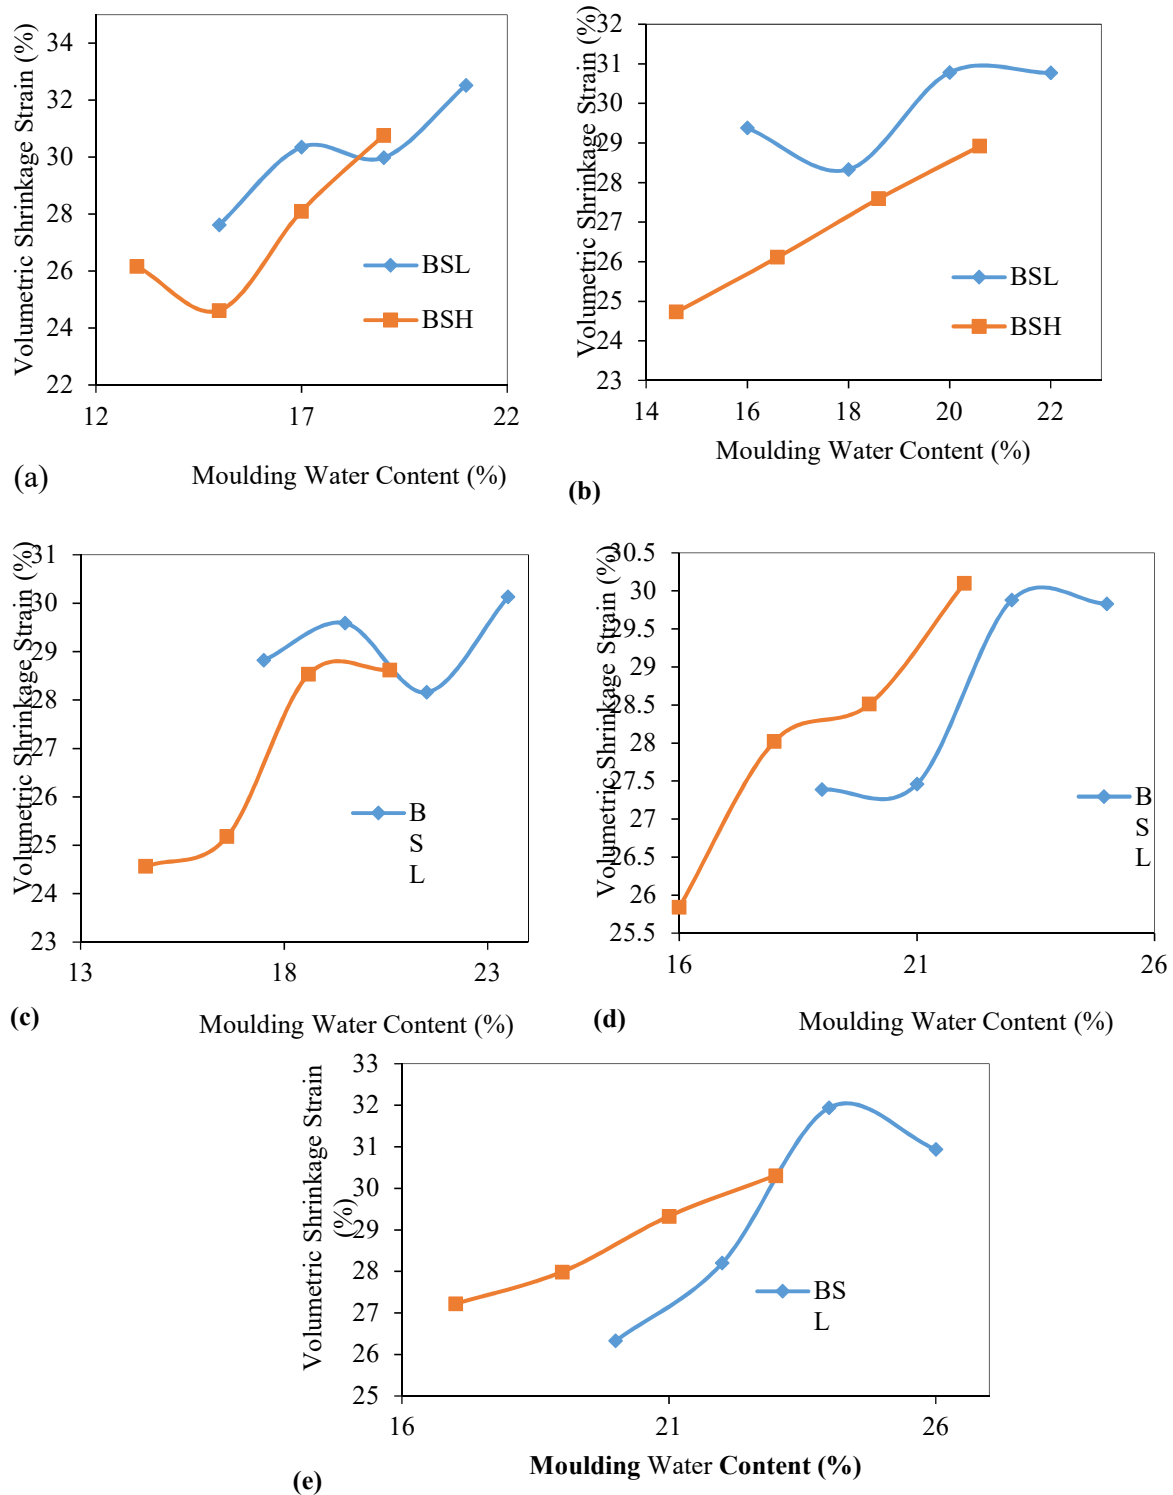 Volumetric Shrinkage Strain (%)
34
32
30
28
26
24
22
12
17
22
BSL
BSH
Moulding Water Content (%)
(a)
Volumetric Shrinkage Strain (%)
32
31
30
29
28
27
26
25
24
23
14
16
18
20
22
BSL
BSH
Moulding Water Content (%)
(b)
Volumetric Shrinkage Strain (%)
31
30
29
28
27
26
25
24
23
13
18
23
B
S
L
Moulding Water Content (%)
(c)
Volumetric Shrinkage Strain (%)
30.5
30
29.5
29
28.5
28
27.5
27
26.5
26
25.5
16
21
26
B
S
L
Moulding Water Content (%)
(d)
Volumetric Shrinkage Strain
(%)
33
32
31
30
29
28
27
26
25
16
21
26
BS
L
Moulding Water Content (%)
(e)